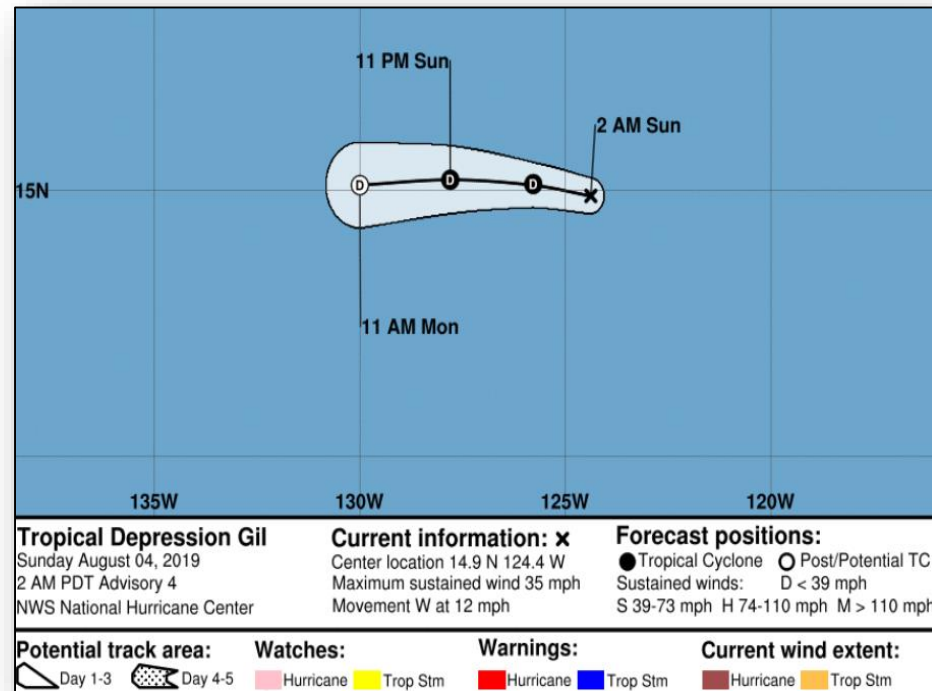 11 PM Sun
2 AM Sun
D
D
D
15N
11 AM Mon
135W 130W 125W 120W
Tropical Depression Gil
Sunday August 04, 2019
2 AM PDT Advisory 4
NWS National Hurricane Center
Current information: ×
Center location 14.9 N 124.4 W
Maximum sustained wind 35 mph
Movement W at 12 mph
Forecast positions:
Tropical Cyclone Post/Potential TC
Sustained winds: D < 39 mph
S 39-73 mph H 74-110 mph M > 110 mph
Potential track area:
Day 1-3 Day 4-5
Watches:
Hurricane Trop Stm
Warnings:
Hurricane Trop Stm
Current wind extent:
Hurricane Trop Stm